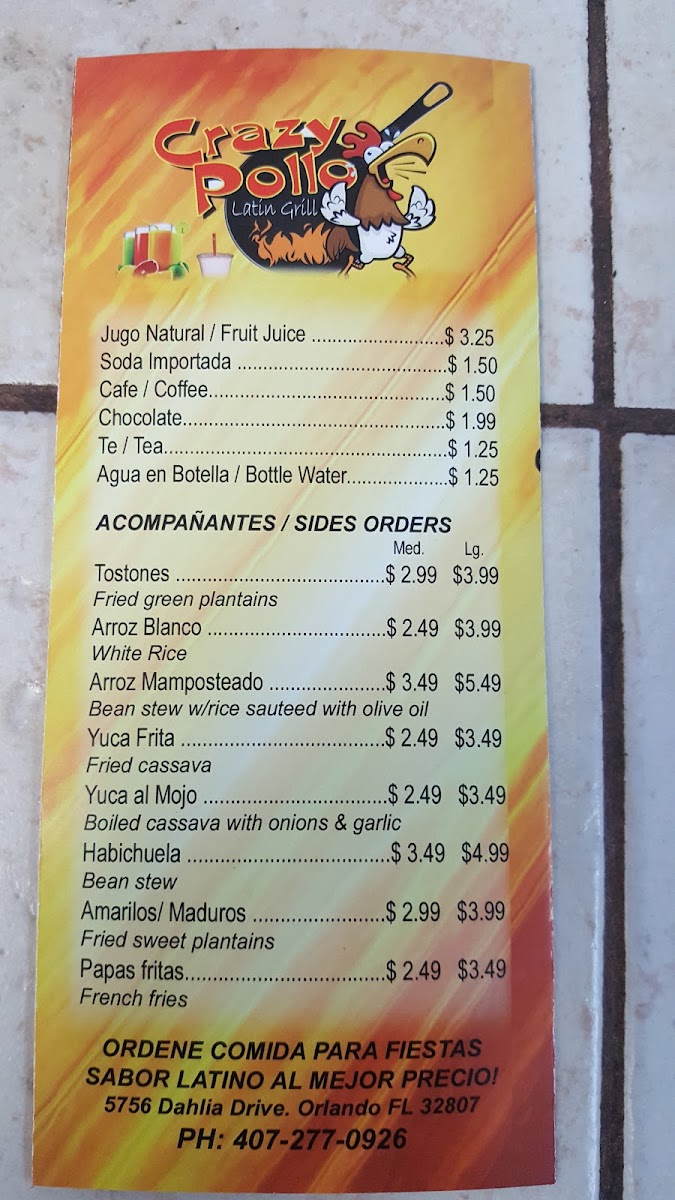 Crazy
Pollo
Latin Grill
Jugo Natural / Fruit Juice .........................$ 3.25
Soda Importada .......................................$ 1.50
Cafe / Coffee............................................$ 1.50
Chocolate.................................................$ 1.99
Te / Tea.....................................................$ 1.25
Agua en Botella / Bottle Water...................$ 1.25
ACOMPAÑANTES / SIDES ORDERS
Med. Lg.
Tostones .......................................$ 2.99 $3.99
Fried green plantains
Arroz Blanco .................................$ 2.49 $3.99
White Rice
Arroz Mamposteado .....................$ 3.49 $5.49
Bean stew w/rice sauteed with olive oil
Yuca Frita ......................................$ 2.49 $3.49
Fried cassava
Yuca al Mojo ..................................$ 2.49 $3.49
Boiled cassava with onions & garlic
Habichuela .....................................$ 3.49 $4.99
Bean stew
Amarilos/ Maduros ........................$ 2.99 $3.99
Fried sweet plantains
Papas fritas.....................................$ 2.49 $3.49
French fries
ORDENE COMIDA PARA FIESTAS
SABOR LATINO AL MEJOR PRECIO!
5756 Dahlia Drive. Orlando FL 32807
PH: 407-277-0926